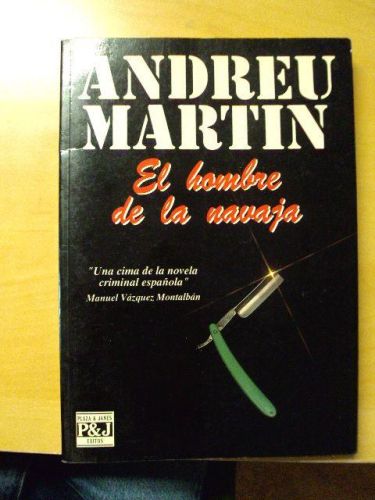 ANDREU
MARTIN
El hombre
de la navaja
"Una cima de la novela
criminal española"
Manuel Vázquez Montalbán
PLAZA & JANES
P&J
EXITOS